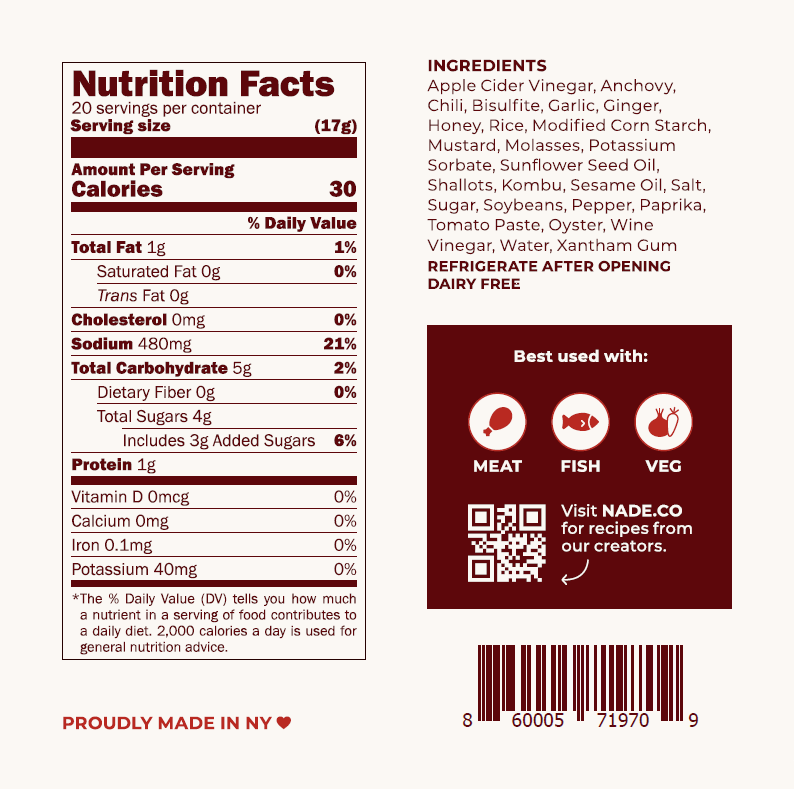 Nutrition Facts
20 servings per container
Serving size (17g)
Amount Per Serving
Calories 30
% Daily Value
Total Fat 1g 1%
Saturated Fat 0g 0%
Trans Fat 0g
Cholesterol 0mg 0%
Sodium 480mg 21%
Total Carbohydrate 5g 2%
Dietary Fiber 0g 0%
Total Sugars 4g
Includes 3g Added Sugars 6%
Protein 1g
Vitamin D 0mcg 0%
Calcium 0mg 0%
Iron 0.1mg 0%
Potassium 40mg 0%
*The % Daily Value (DV) tells you how much
a nutrient in a serving of food contributes to
a daily diet. 2,000 calories a day is used for
general nutrition advice.
PROUDLY MADE IN NY ♥
INGREDIENTS
Apple Cider Vinegar, Anchovy,
Chili, Bisulfite, Garlic, Ginger,
Honey, Rice, Modified Corn Starch,
Mustard, Molasses, Potassium
Sorbate, Sunflower Seed Oil,
Shallots, Kombu, Sesame Oil, Salt,
Sugar, Soybeans, Pepper, Paprika,
Tomato Paste, Oyster, Wine
Vinegar, Water, Xantham Gum
REFRIGERATE AFTER OPENING
DAIRY FREE
Best used with:
MEAT FISH VEG
Visit NADE.CO
for recipes from
our creators.
8 60005 71970 9